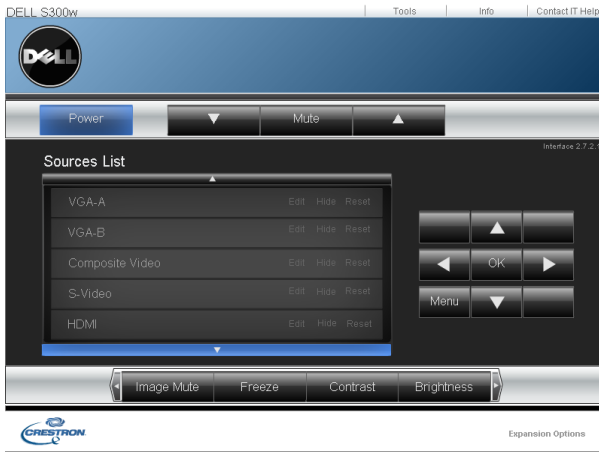 DELL S300w
Tools
Info
Contact IT Help
DELL
Power
Mute
Interface 2.7.2.1
Sources List
VGA-A Edit Hide Reset
VGA-B Edit Hide Reset
Composite Video Edit Hide Reset
S-Video Edit Hide Reset
HDMI Edit Hide Reset
OK
Menu
Image Mute
Freeze
Contrast
Brightness
CRESTRON
Expansion Options